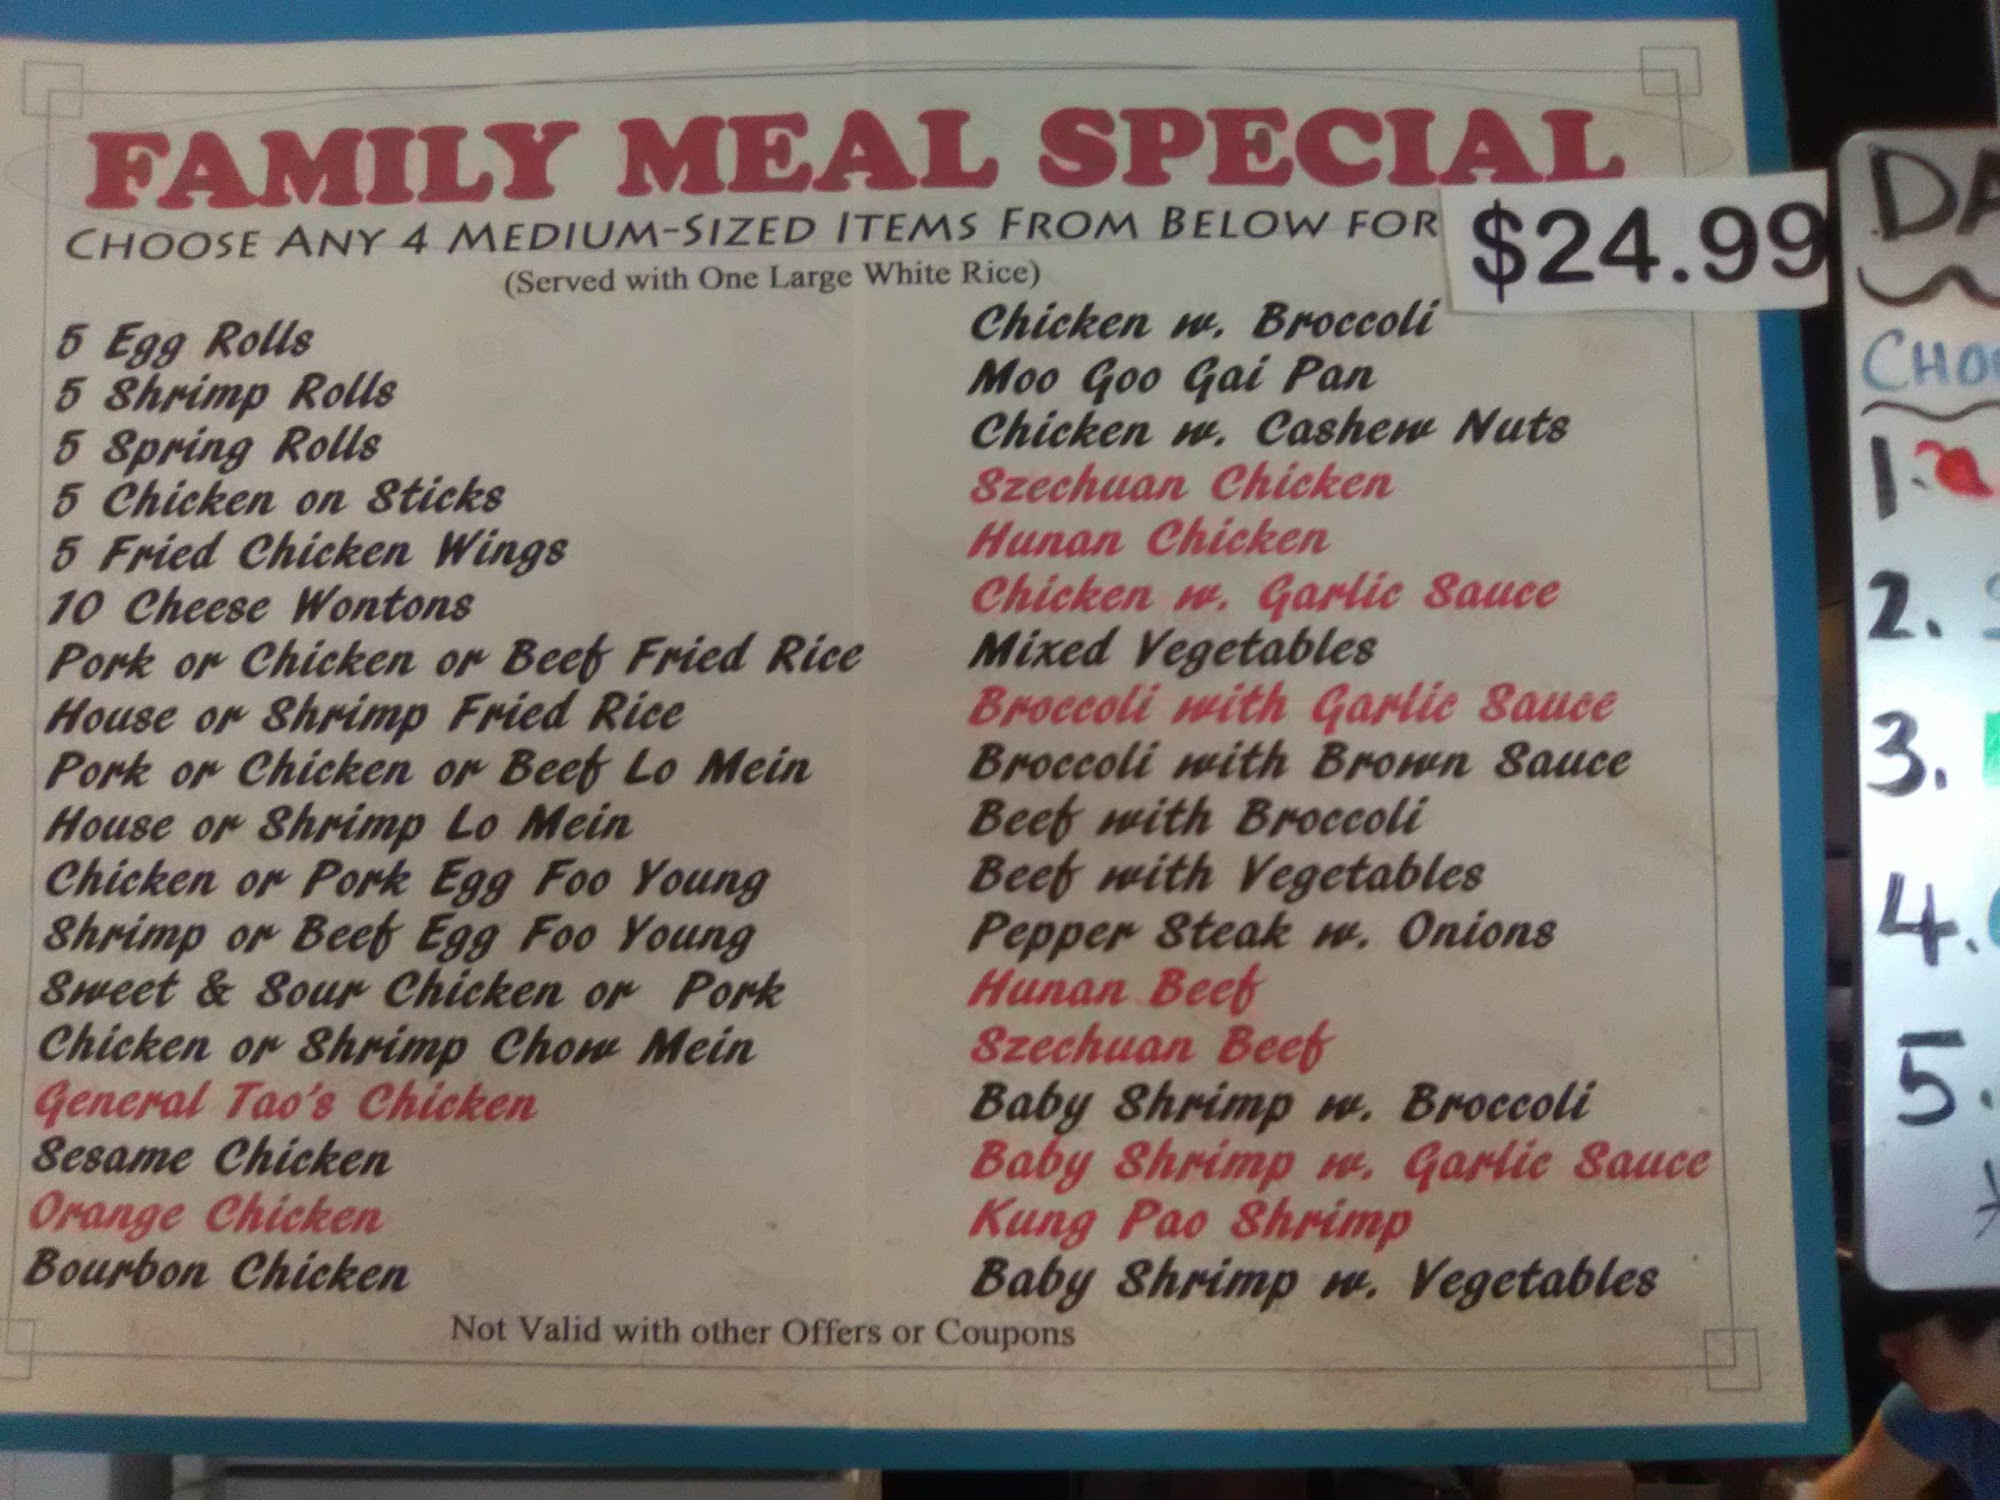 FAMILY MEAL SPECIAL
CHOOSE ANY 4 MEDIUM-SIZED ITEMS FROM BELOW FOR $24.99
(Served with One Large White Rice)
5 Egg Rolls
5 Shrimp Rolls
5 Spring Rolls
5 Chicken on Sticks
5 Fried Chicken Wings
10 Cheese Wontons
Pork or Chicken or Beef Fried Rice
House or Shrimp Fried Rice
Pork or Chicken or Beef Lo Mein
House or Shrimp Lo Mein
Chicken or Pork Egg Foo Young
Shrimp or Beef Egg Foo Young
Sweet & Sour Chicken or Pork
Chicken or Shrimp Chow Mein
General Tao's Chicken
Sesame Chicken
Orange Chicken
Bourbon Chicken
Chicken w. Broccoli
Moo Goo Gai Pan
Chicken w. Cashew Nuts
Szechuan Chicken
Hunan Chicken
Chicken w. Garlic Sauce
Mixed Vegetables
Broccoli with Garlic Sauce
Broccoli with Brown Sauce
Beef with Broccoli
Beef with Vegetables
Pepper Steak w. Onions
Hunan Beef
Szechuan Beef
Baby Shrimp w. Broccoli
Baby Shrimp w. Garlic Sauce
Kung Pao Shrimp
Baby Shrimp w. Vegetables
Not Valid with other Offers or Coupons
1.
2.
3.
4.
5.